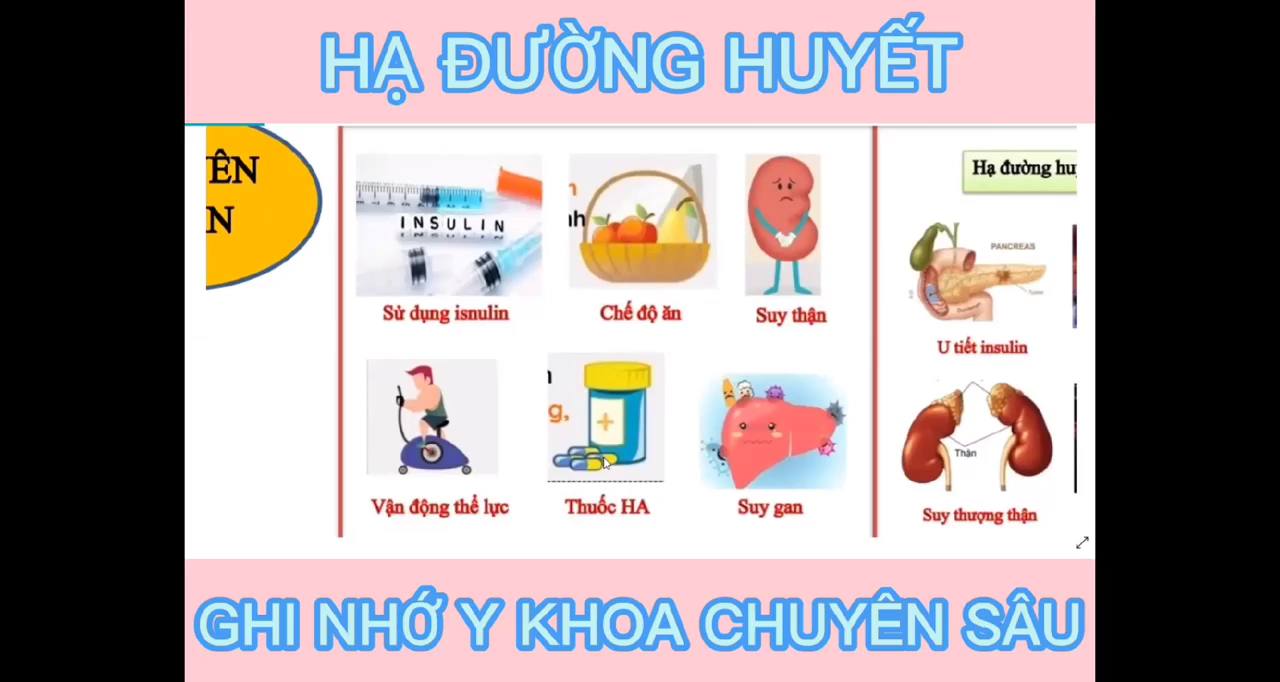 HẠ ĐƯỜNG HUYẾT
ÊN
N
INSULIN
Sử dụng isnulin
nh
Chế độ ăn
Suy thận
Hạ đường hu
PANCREAS
U tiết insulin
Vận động thể lực
g,
Thuốc HA
Suy gan
Thận
Suy thượng thận
GHI NHỚ Y KHOA CHUYÊN SÂU